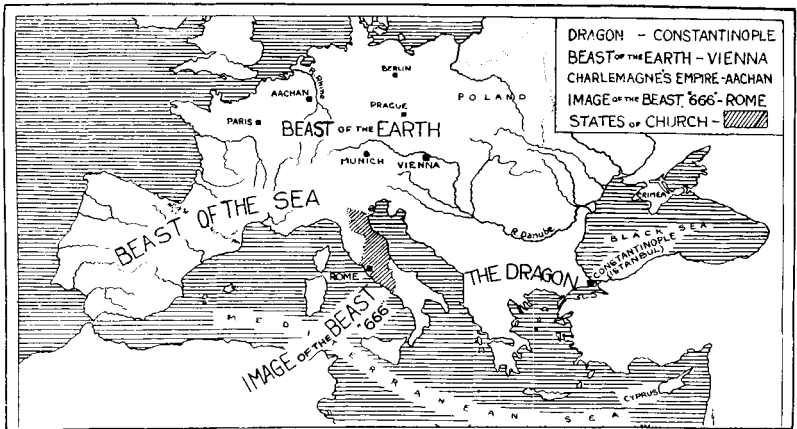 DRAGON - CONSTANTINOPLE
BEAST OF THE EARTH - VIENNA
CHARLEMAGNE'S EMPIRE - AACHAN
IMAGE OF THE BEAST, "666" - ROME
STATES OF CHURCH -
BERLIN
R. Rhine
AACHAN
POLAND
PRAGUE
PARIS
BEAST OF THE EARTH
MUNICH
VIENNA
CRIMEA
BEAST OF THE SEA
R. Danube
BLACK SEA
CONSTANTINOPLE
(ISTANBUL)
ROME
THE DRAGON
IMAGE OF THE BEAST
"666"
MEDITERRANEAN SEA
CYPRUS